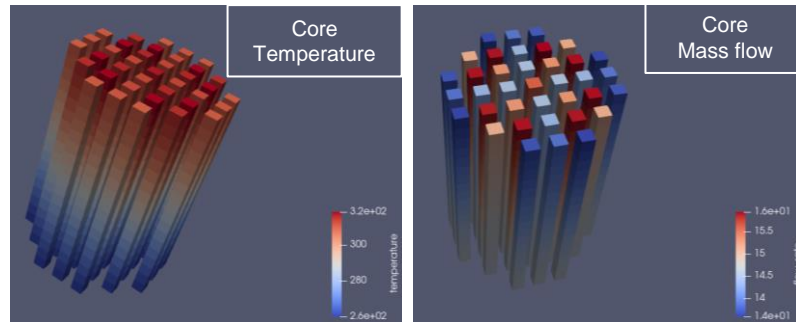 Core
Temperature
3.2e+02
300
280
2.6e+02
temperature
Core
Mass flow
1.6e+01
15.5
15
14.5
14
1.4e+01